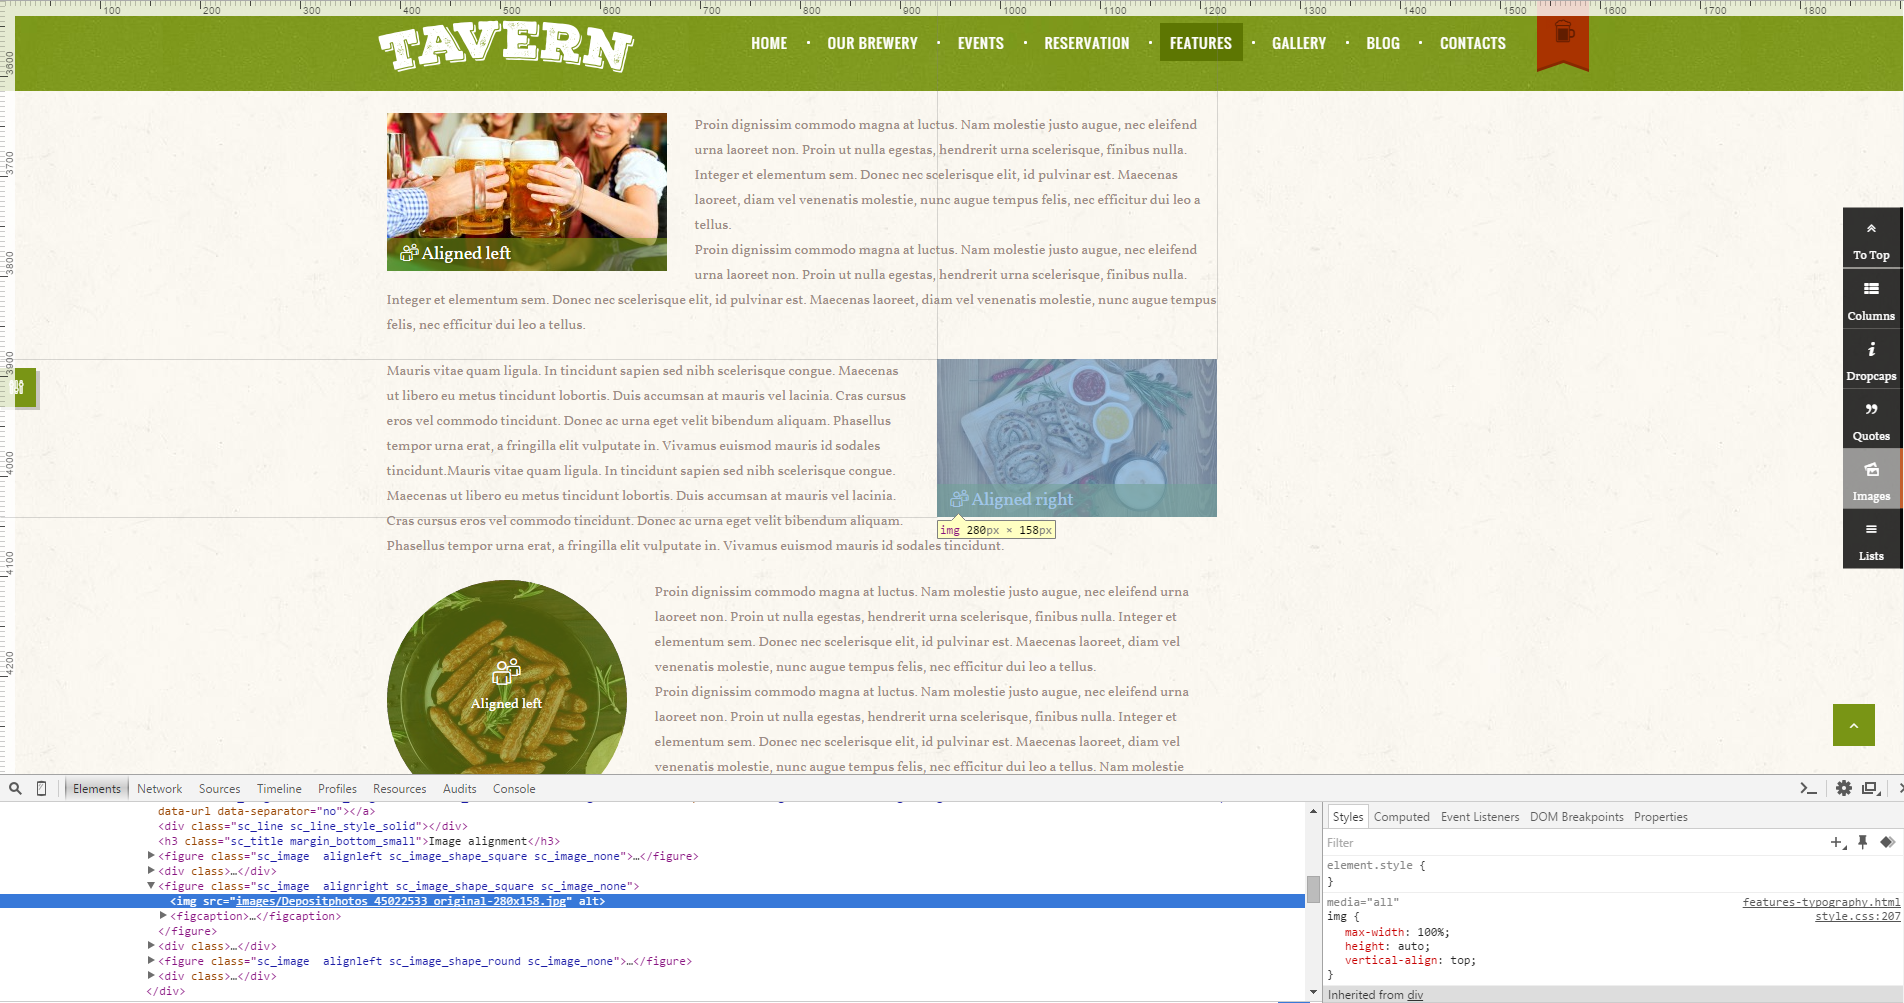 100 200 300 400 500 600 700 800 900 1000 1100 1200 1300 1400 1500 1600 1700 1800
TAVERN
HOME OUR BREWERY EVENTS RESERVATION FEATURES GALLERY BLOG CONTACTS
3600
3700
3800
3900
4000
4100
4200
Aligned left
Proin dignissim commodo magna at luctus. Nam molestie justo augue, nec eleifend
urna laoreet non. Proin ut nulla egestas, hendrerit urna scelerisque, finibus nulla.
Integer et elementum sem. Donec nec scelerisque elit, id pulvinar est. Maecenas
laoreet, diam vel venenatis molestie, nunc augue tempus felis, nec efficitur dui leo a
tellus.
Proin dignissim commodo magna at luctus. Nam molestie justo augue, nec eleifend
urna laoreet non. Proin ut nulla egestas, hendrerit urna scelerisque, finibus nulla.
Integer et elementum sem. Donec nec scelerisque elit, id pulvinar est. Maecenas laoreet, diam vel venenatis molestie, nunc augue tempus
felis, nec efficitur dui leo a tellus.
Mauris vitae quam ligula. In tincidunt sapien sed nibh scelerisque congue. Maecenas
ut libero eu metus tincidunt lobortis. Duis accumsan at mauris vel lacinia. Cras cursus
eros vel commodo tincidunt. Donec ac urna eget velit bibendum aliquam. Phasellus
tempor urna erat, a fringilla elit vulputate in. Vivamus euismod mauris id sodales
tincidunt.Mauris vitae quam ligula. In tincidunt sapien sed nibh scelerisque congue.
Maecenas ut libero eu metus tincidunt lobortis. Duis accumsan at mauris vel lacinia.
Cras cursus eros vel commodo tincidunt. Donec ac urna eget velit bibendum aliquam.
Phasellus tempor urna erat, a fringilla elit vulputate in. Vivamus euismod mauris id sodales tincidunt.
Aligned right
img 280px × 158px
Aligned left
Proin dignissim commodo magna at luctus. Nam molestie justo augue, nec eleifend urna
laoreet non. Proin ut nulla egestas, hendrerit urna scelerisque, finibus nulla. Integer et
elementum sem. Donec nec scelerisque elit, id pulvinar est. Maecenas laoreet, diam vel
venenatis molestie, nunc augue tempus felis, nec efficitur dui leo a tellus.
Proin dignissim commodo magna at luctus. Nam molestie justo augue, nec eleifend urna
laoreet non. Proin ut nulla egestas, hendrerit urna scelerisque, finibus nulla. Integer et
elementum sem. Donec nec scelerisque elit, id pulvinar est. Maecenas laoreet, diam vel
venenatis molestie, nunc augue tempus felis, nec efficitur dui leo a tellus. Nam molestie
To Top
Columns
Dropcaps
Quotes
Images
Lists
Elements Network Sources Timeline Profiles Resources Audits Console
data-url data-separator="no"></a>
<div class="sc_line sc_line_style_solid"></div>
<h3 class="sc_title margin_bottom_small">Image alignment</h3>
<figure class="sc_image  alignleft sc_image_shape_square sc_image_none">…</figure>
<div class>…</div>
<figure class="sc_image  alignright sc_image_shape_square sc_image_none">
<img src="images/Depositphotos_45022533_original-280x158.jpg" alt>
<figcaption>…</figcaption>
</figure>
<div class>…</div>
<figure class="sc_image  alignleft sc_image_shape_round sc_image_none">…</figure>
<div class>…</div>
</div>
Styles Computed Event Listeners DOM Breakpoints Properties
Filter
element.style {
}
media="all" features-typography.html
img { style.css:207
max-width: 100%;
height: auto;
vertical-align: top;
}
Inherited from div